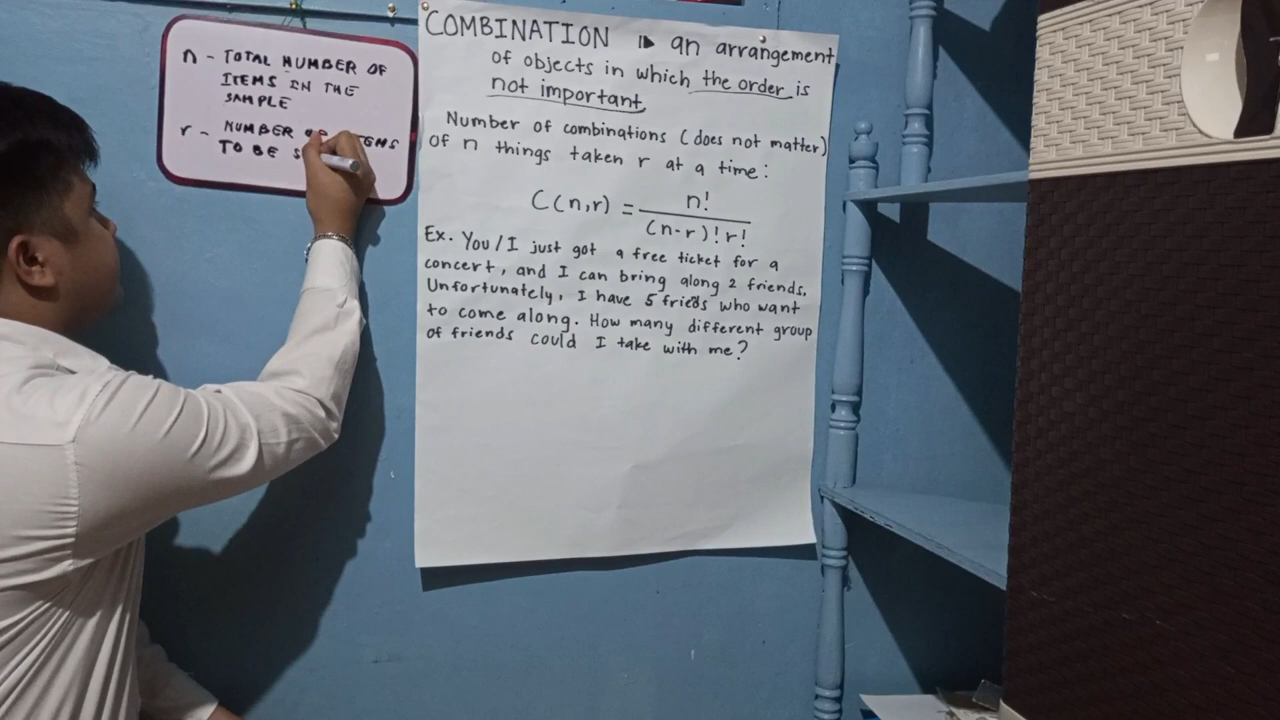 n - TOTAL NUMBER OF
ITEMS IN THE
SAMPLE
r - NUMBER
TO BE
COMBINATION an arrangement
of objects in which the order is
not important
Number of combinations (does not matter)
of n things taken r at a time:
C(n,r) = n!
(n-r)!r!
Ex. You/I just got a free ticket for a
concert, and I can bring along 2 friends.
Unfortunately, I have 5 frieds who want
to come along. How many different group
of friends could I take with me?